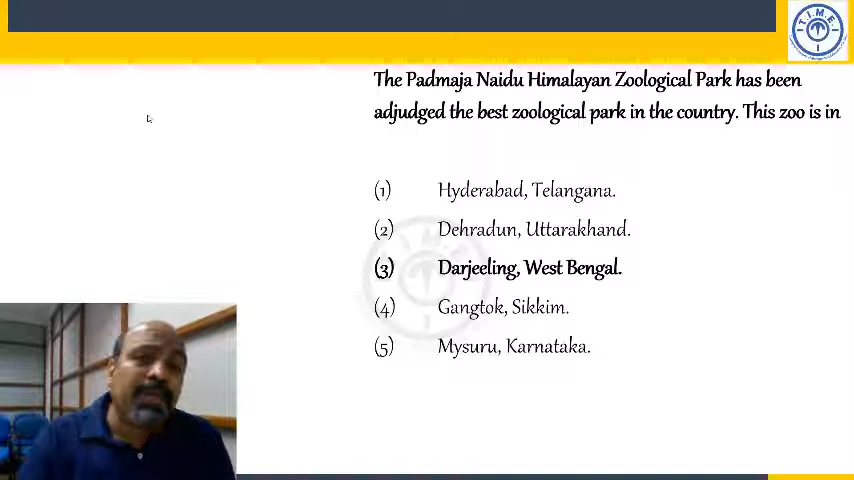 T.I.M.E.
The Padmaja Naidu Himalayan Zoological Park has been
adjudged the best zoological park in the country. This zoo is in
(1) Hyderabad, Telangana.
(2) Dehradun, Uttarakhand.
(3) Darjeeling, West Bengal.
(4) Gangtok, Sikkim.
(5) Mysuru, Karnataka.